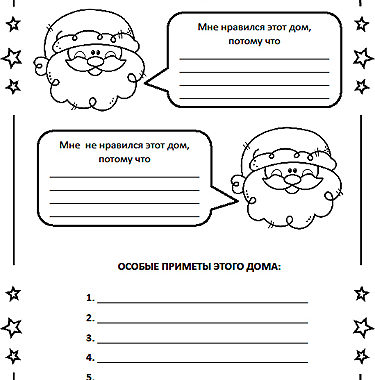 Мне нравился этот дом,
потому что
Мне не нравился этот дом,
потому что
ОСОБЫЕ ПРИМЕТЫ ЭТОГО ДОМА:
1.
2.
3.
4.
5.